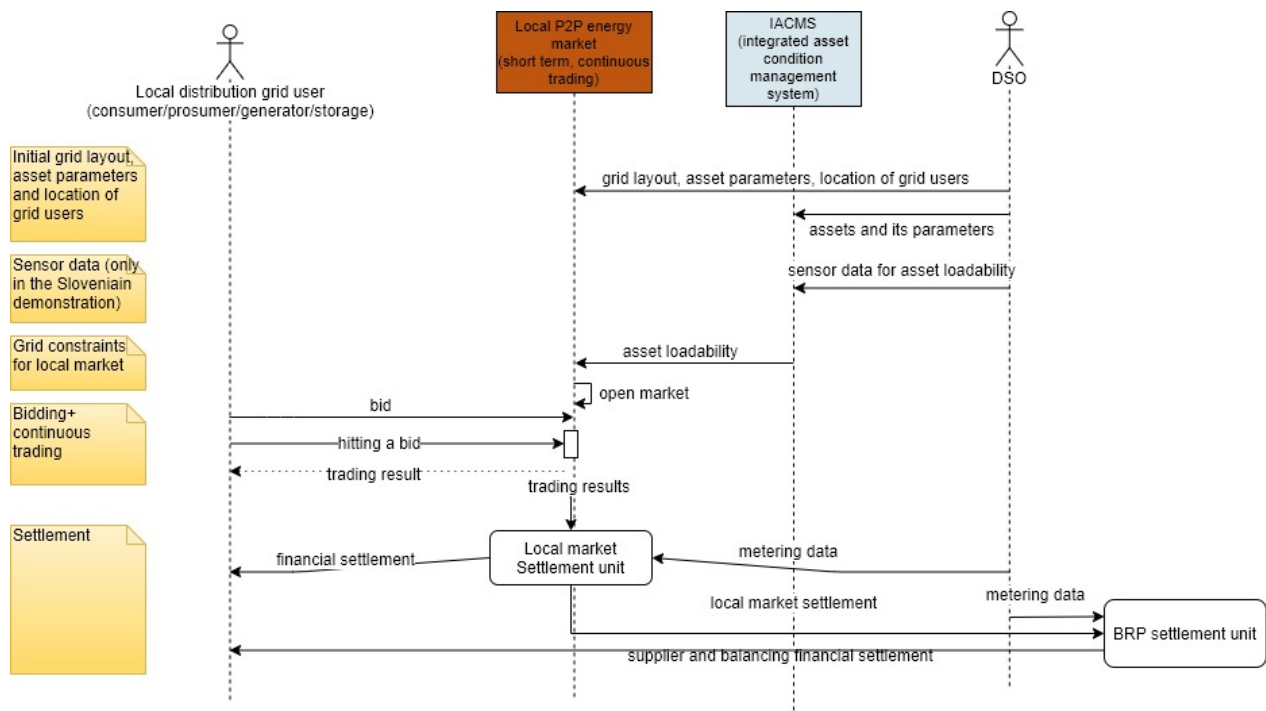 Local distribution grid user
(consumer/prosumer/generator/storage)
Local P2P energy
market
(short term, continuous
trading)
IACMS
(integrated asset
condition
management
system)
DSO
Initial grid layout,
asset parameters
and location of
grid users
grid layout, asset parameters, location of grid users
assets and its parameters
Sensor data (only
in the Sloveniain
demonstration)
sensor data for asset loadability
Grid constraints
for local market
asset loadability
open market
Bidding+
continuous
trading
bid
hitting a bid
trading result
trading results
Settlement
financial settlement
Local market
Settlement unit
metering data
local market settlement
metering data
BRP settlement unit
supplier and balancing financial settlement